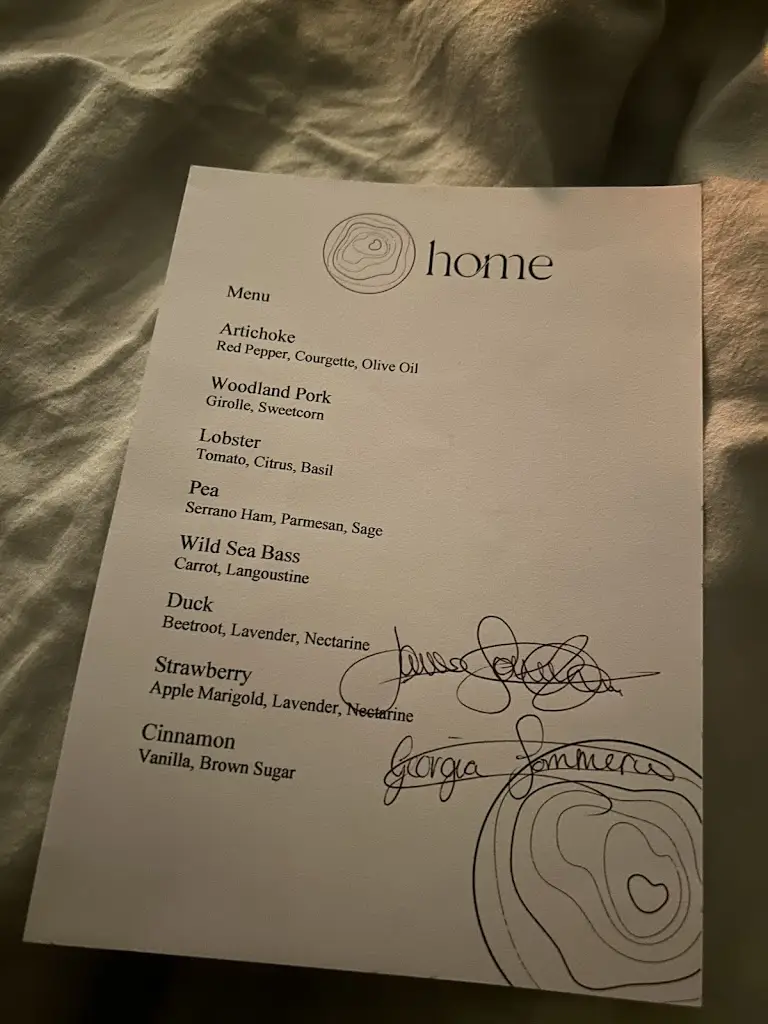 home
Menu
Artichoke
Red Pepper, Courgette, Olive Oil
Woodland Pork
Girolle, Sweetcorn
Lobster
Tomato, Citrus, Basil
Pea
Serrano Ham, Parmesan, Sage
Wild Sea Bass
Carrot, Langoustine
Duck
Beetroot, Lavender, Nectarine
Strawberry
Apple Marigold, Lavender, Nectarine
Cinnamon
Vanilla, Brown Sugar
Georgia